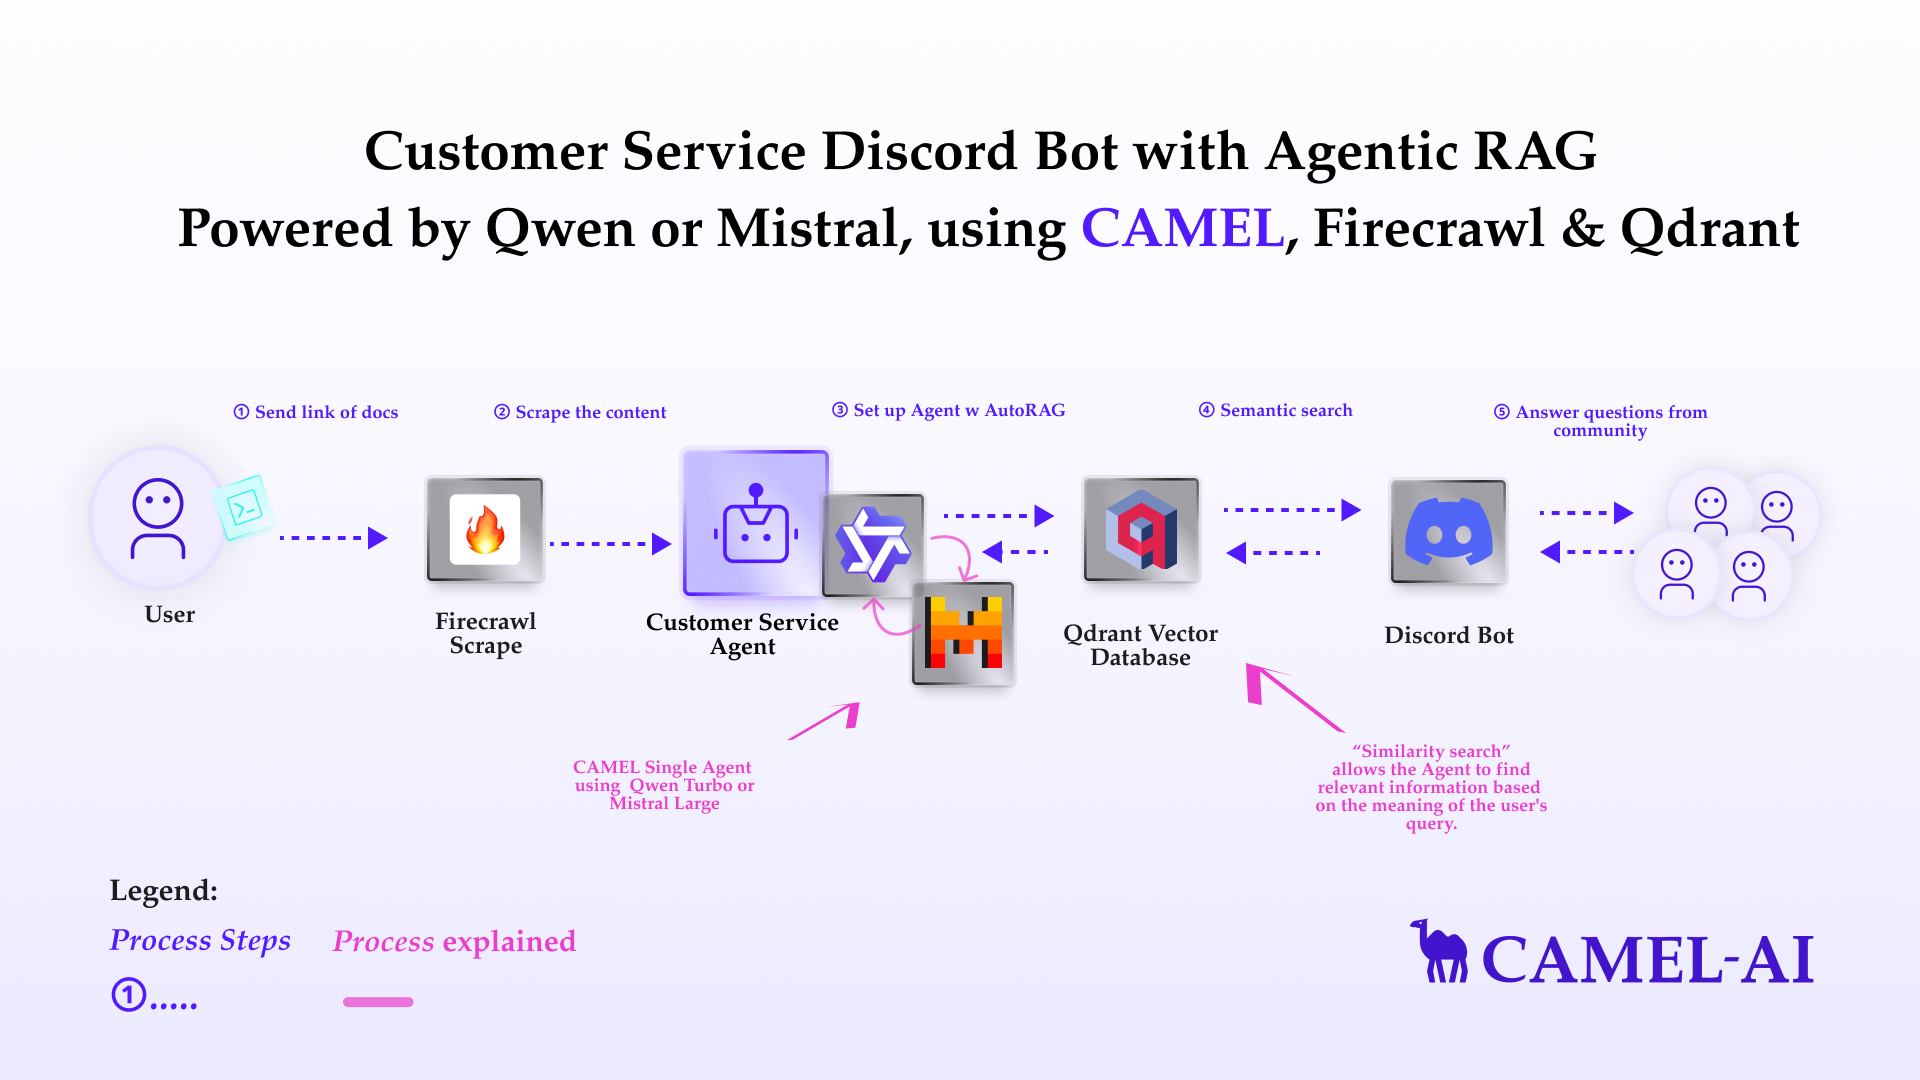 Customer Service Discord Bot with Agentic RAG
Powered by Qwen or Mistral, using CAMEL, Firecrawl & Qdrant
① Send link of docs
② Scrape the content
③ Set up Agent w AutoRAG
④ Semantic search
⑤ Answer questions from
community
>_
User
Firecrawl
Scrape
Customer Service
Agent
Qdrant Vector
Database
Discord Bot
CAMEL Single Agent
using  Qwen Turbo or
Mistral Large
“Similarity search”
allows the Agent to find
relevant information based
on the meaning of the user's
query.
Legend:
Process Steps
Process explained
①.....
CAMEL-AI